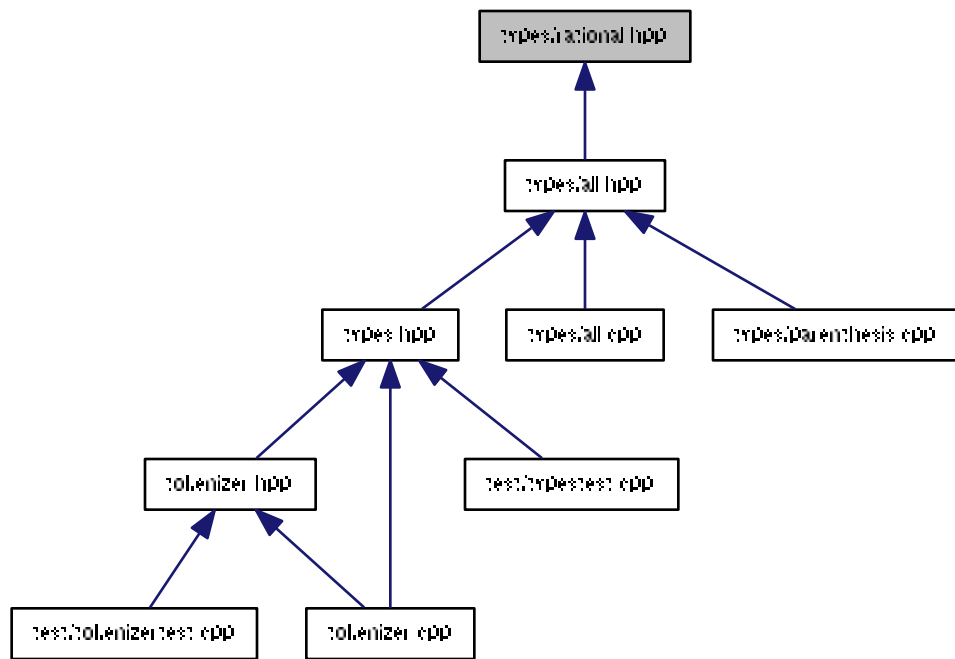 types/rational.hpp
types/all.hpp
types.hpp
types/all.cpp
types/parenthesis.cpp
tokenizer.hpp
test/typestest.cpp
test/tokenizertest.cpp
tokenizer.cpp